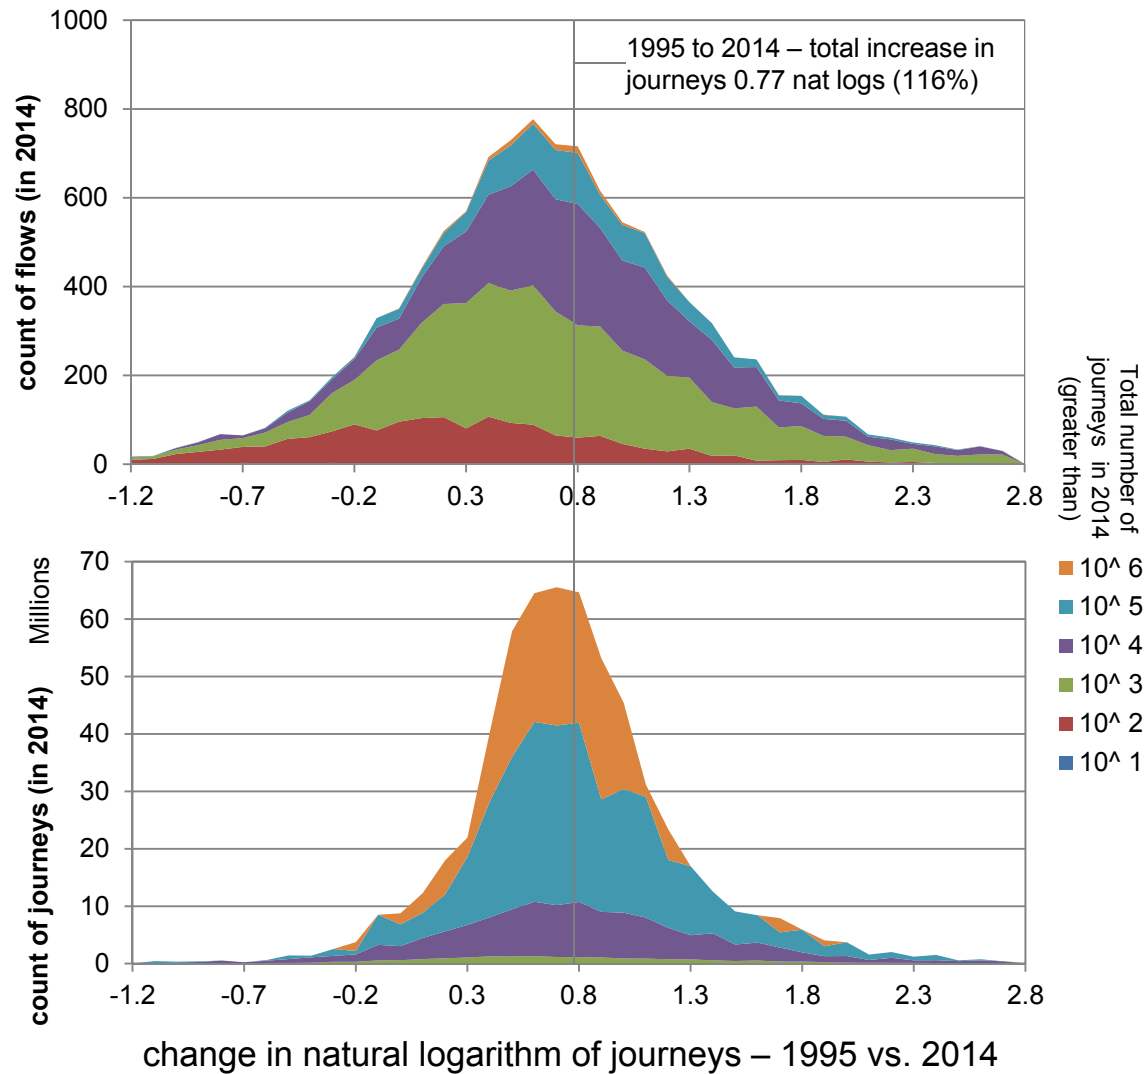 1000
800
600
400
200
0
count of flows (in 2014)
1995 to 2014 – total increase in
journeys 0.77 nat logs (116%)
-1.2 -0.7 -0.2 0.3 0.8 1.3 1.8 2.3 2.8
Total number of
journeys in 2014
(greater than)
10^ 6
10^ 5
10^ 4
10^ 3
10^ 2
10^ 1
70
60
50
40
30
20
10
0
Millions
count of journeys (in 2014)
-1.2 -0.7 -0.2 0.3 0.8 1.3 1.8 2.3 2.8
change in natural logarithm of journeys – 1995 vs. 2014